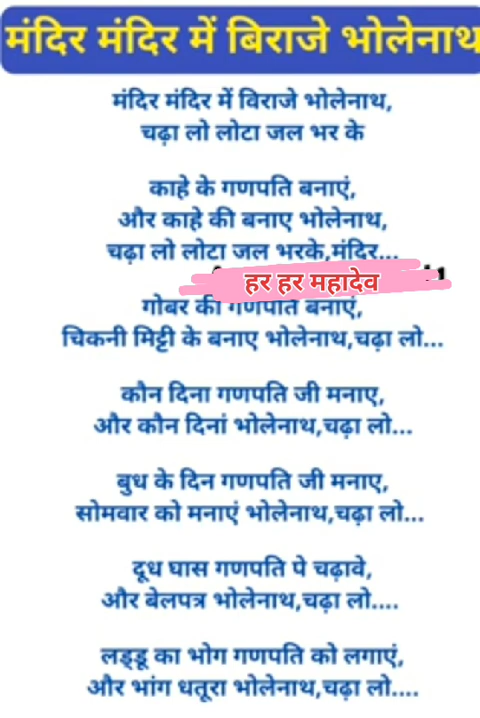 मंदिर मंदिर में बिराजे भोलेनाथ
मंदिर मंदिर में विराजे भोलेनाथ,
चढ़ा लो लोटा जल भर के
काहे के गणपति बनाएं,
और काहे की बनाए भोलेनाथ,
चढ़ा लो लोटा जल भरके,मंदिर...
हर हर महादेव
गोबर की गणपति बनाएं,
चिकनी मिट्टी के बनाए भोलेनाथ,चढ़ा लो...
कौन दिना गणपति जी मनाए,
और कौन दिनां भोलेनाथ,चढ़ा लो...
बुध के दिन गणपति जी मनाए,
सोमवार को मनाएं भोलेनाथ,चढ़ा लो...
दूध घास गणपति पे चढ़ावे,
और बेलपत्र भोलेनाथ,चढ़ा लो....
लड्डू का भोग गणपति को लगाएं,
और भांग धतूरा भोलेनाथ,चढ़ा लो....